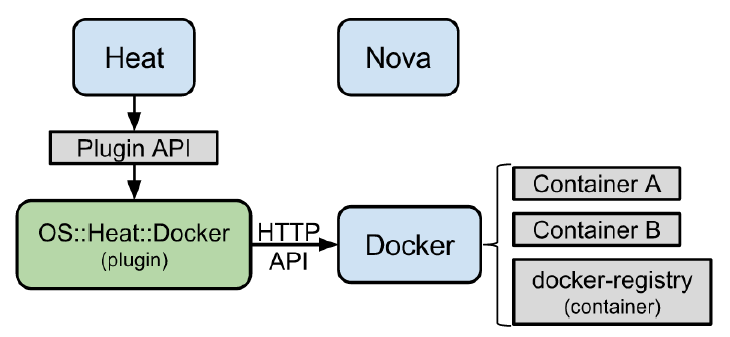 Heat
Nova
Plugin API
OS::Heat::Docker
(plugin)
HTTP
API
Docker
Container A
Container B
docker-registry
(container)